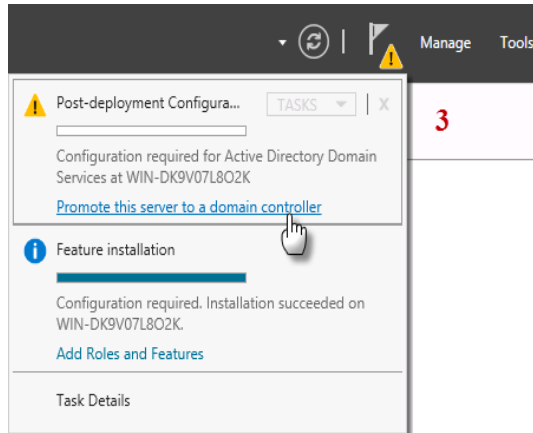 Manage Tools
Post-deployment Configura... TASKS X
3
Configuration required for Active Directory Domain
Services at WIN-DK9V07L8O2K
Promote this server to a domain controller
Feature installation
Configuration required. Installation succeeded on
WIN-DK9V07L8O2K.
Add Roles and Features
Task Details